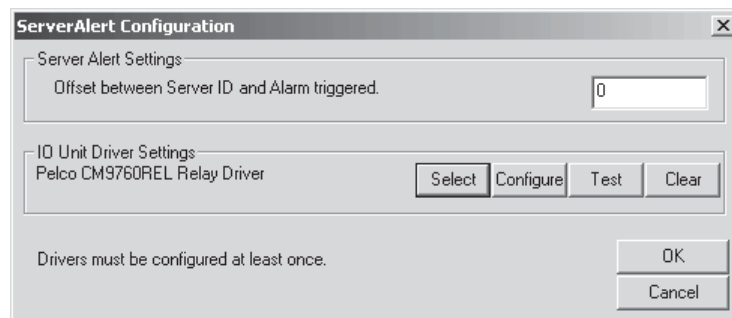 ServerAlert Configuration
Server Alert Settings
Offset between Server ID and Alarm triggered.
0
IO Unit Driver Settings
Pelco CM9760REL Relay Driver
Select Configure Test Clear
Drivers must be configured at least once.
OK
Cancel